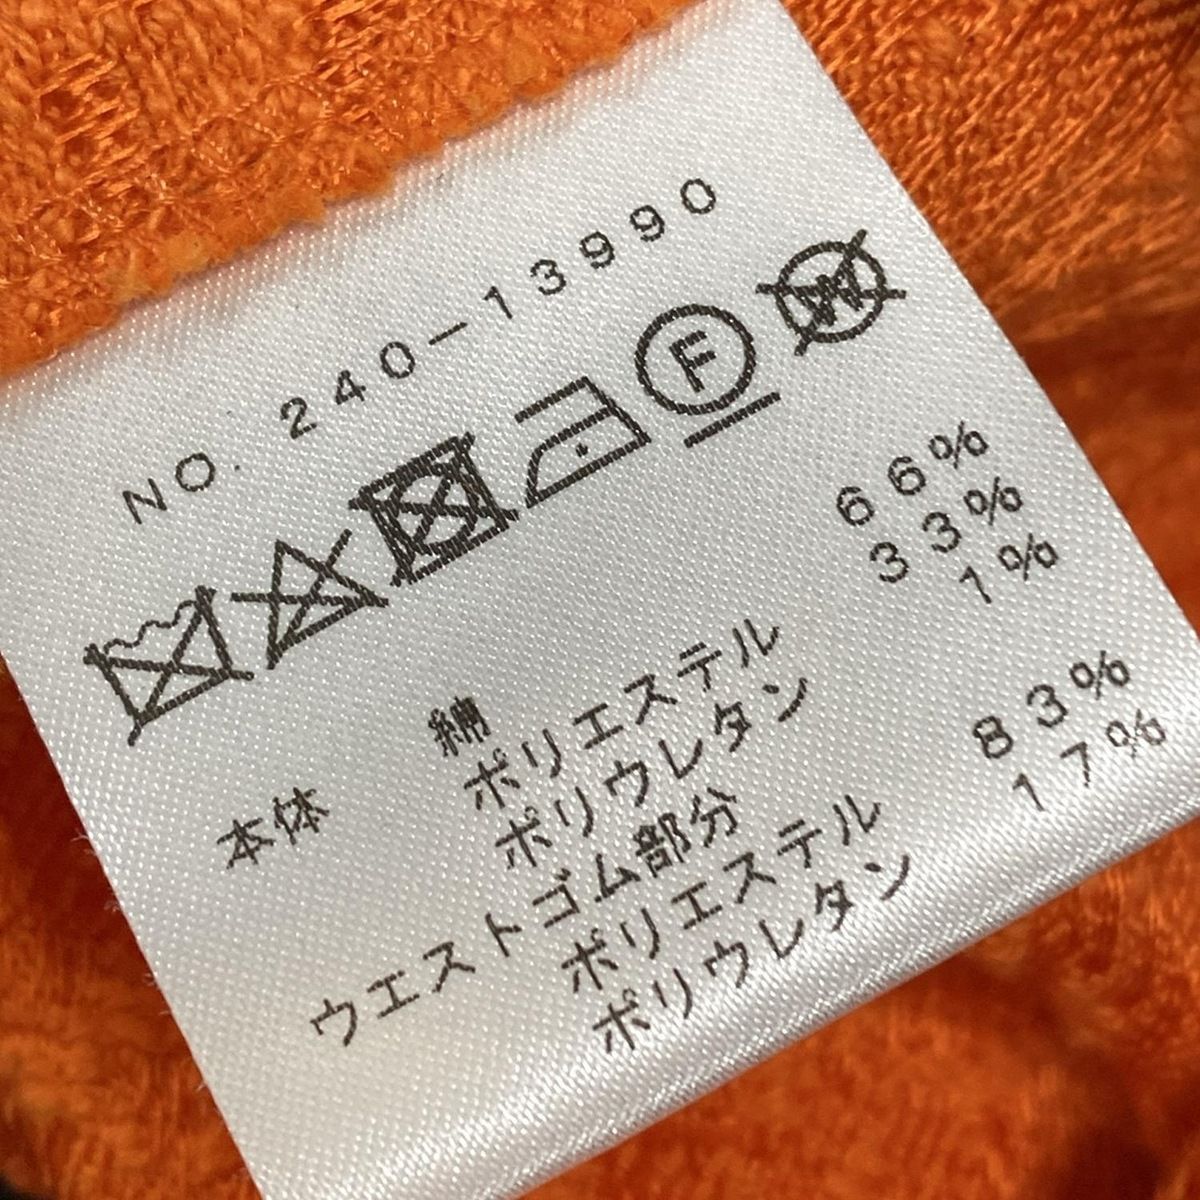 NO. 240-13990
F W
本体 綿 66%
ポリエステル 33%
ポリウレタン 1%
ウエストゴム部分
ポリエステル 83%
ポリウレタン 17%